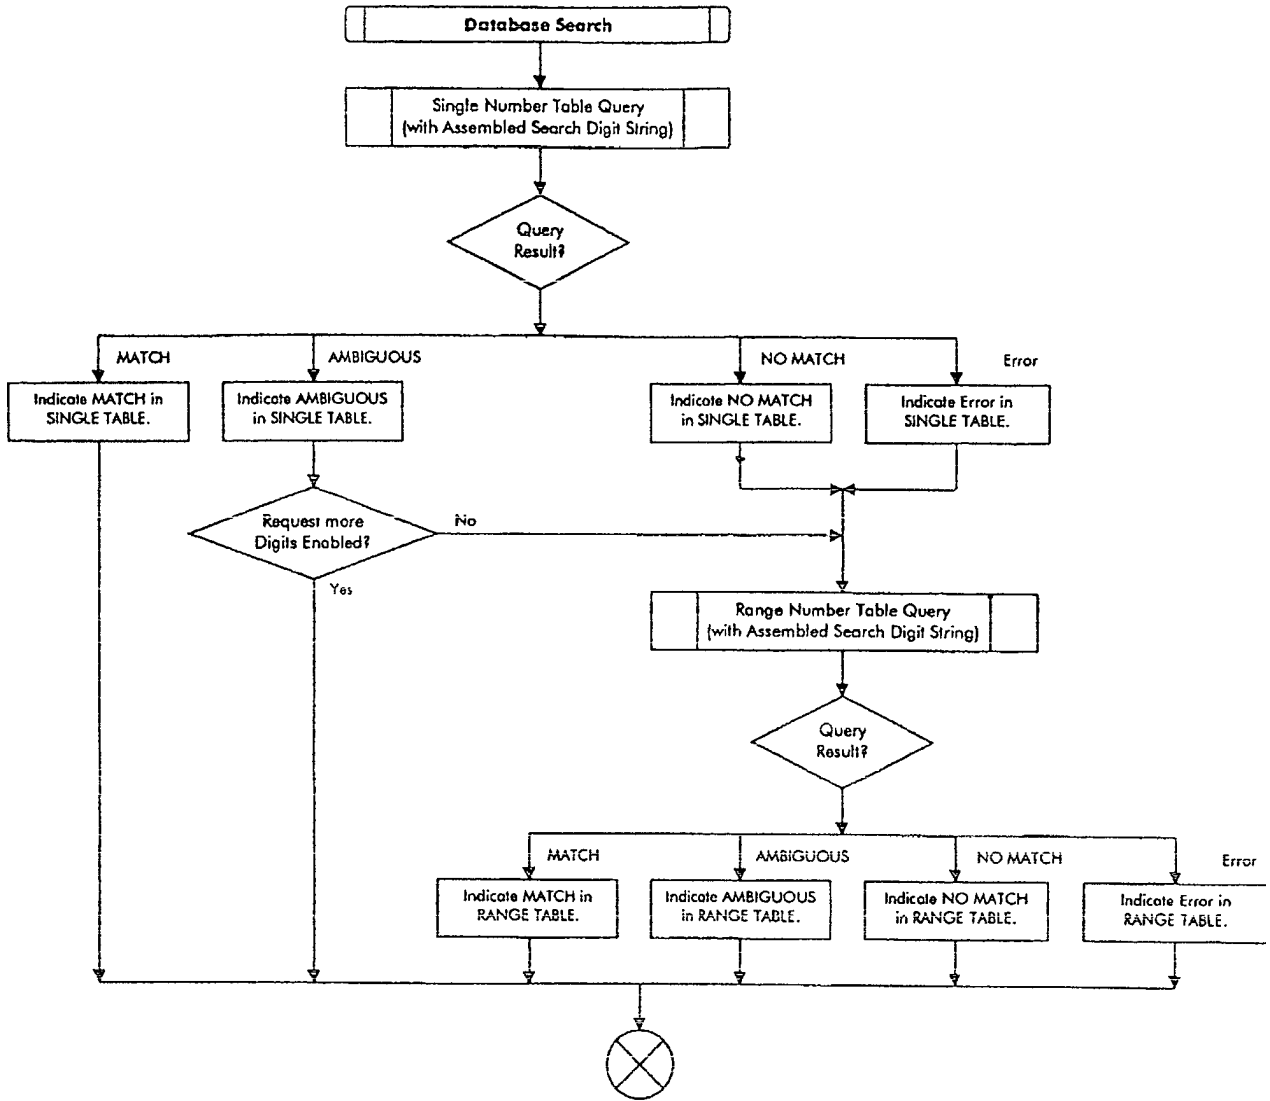 Database Search
Single Number Table Query
(with Assembled Search Digit String)
Query
Result?
MATCH
AMBIGUOUS
NO MATCH
Error
Indicate MATCH in
SINGLE TABLE.
Indicate AMBIGUOUS
in SINGLE TABLE.
Indicate NO MATCH
in SINGLE TABLE.
Indicate Error in
SINGLE TABLE.
Request more
Digits Enabled?
No
Yes
Range Number Table Query
(with Assembled Search Digit String)
Query
Result?
MATCH
AMBIGUOUS
NO MATCH
Error
Indicate MATCH in
RANGE TABLE.
Indicate AMBIGUOUS
in RANGE TABLE.
Indicate NO MATCH
in RANGE TABLE.
Indicate Error in
RANGE TABLE.